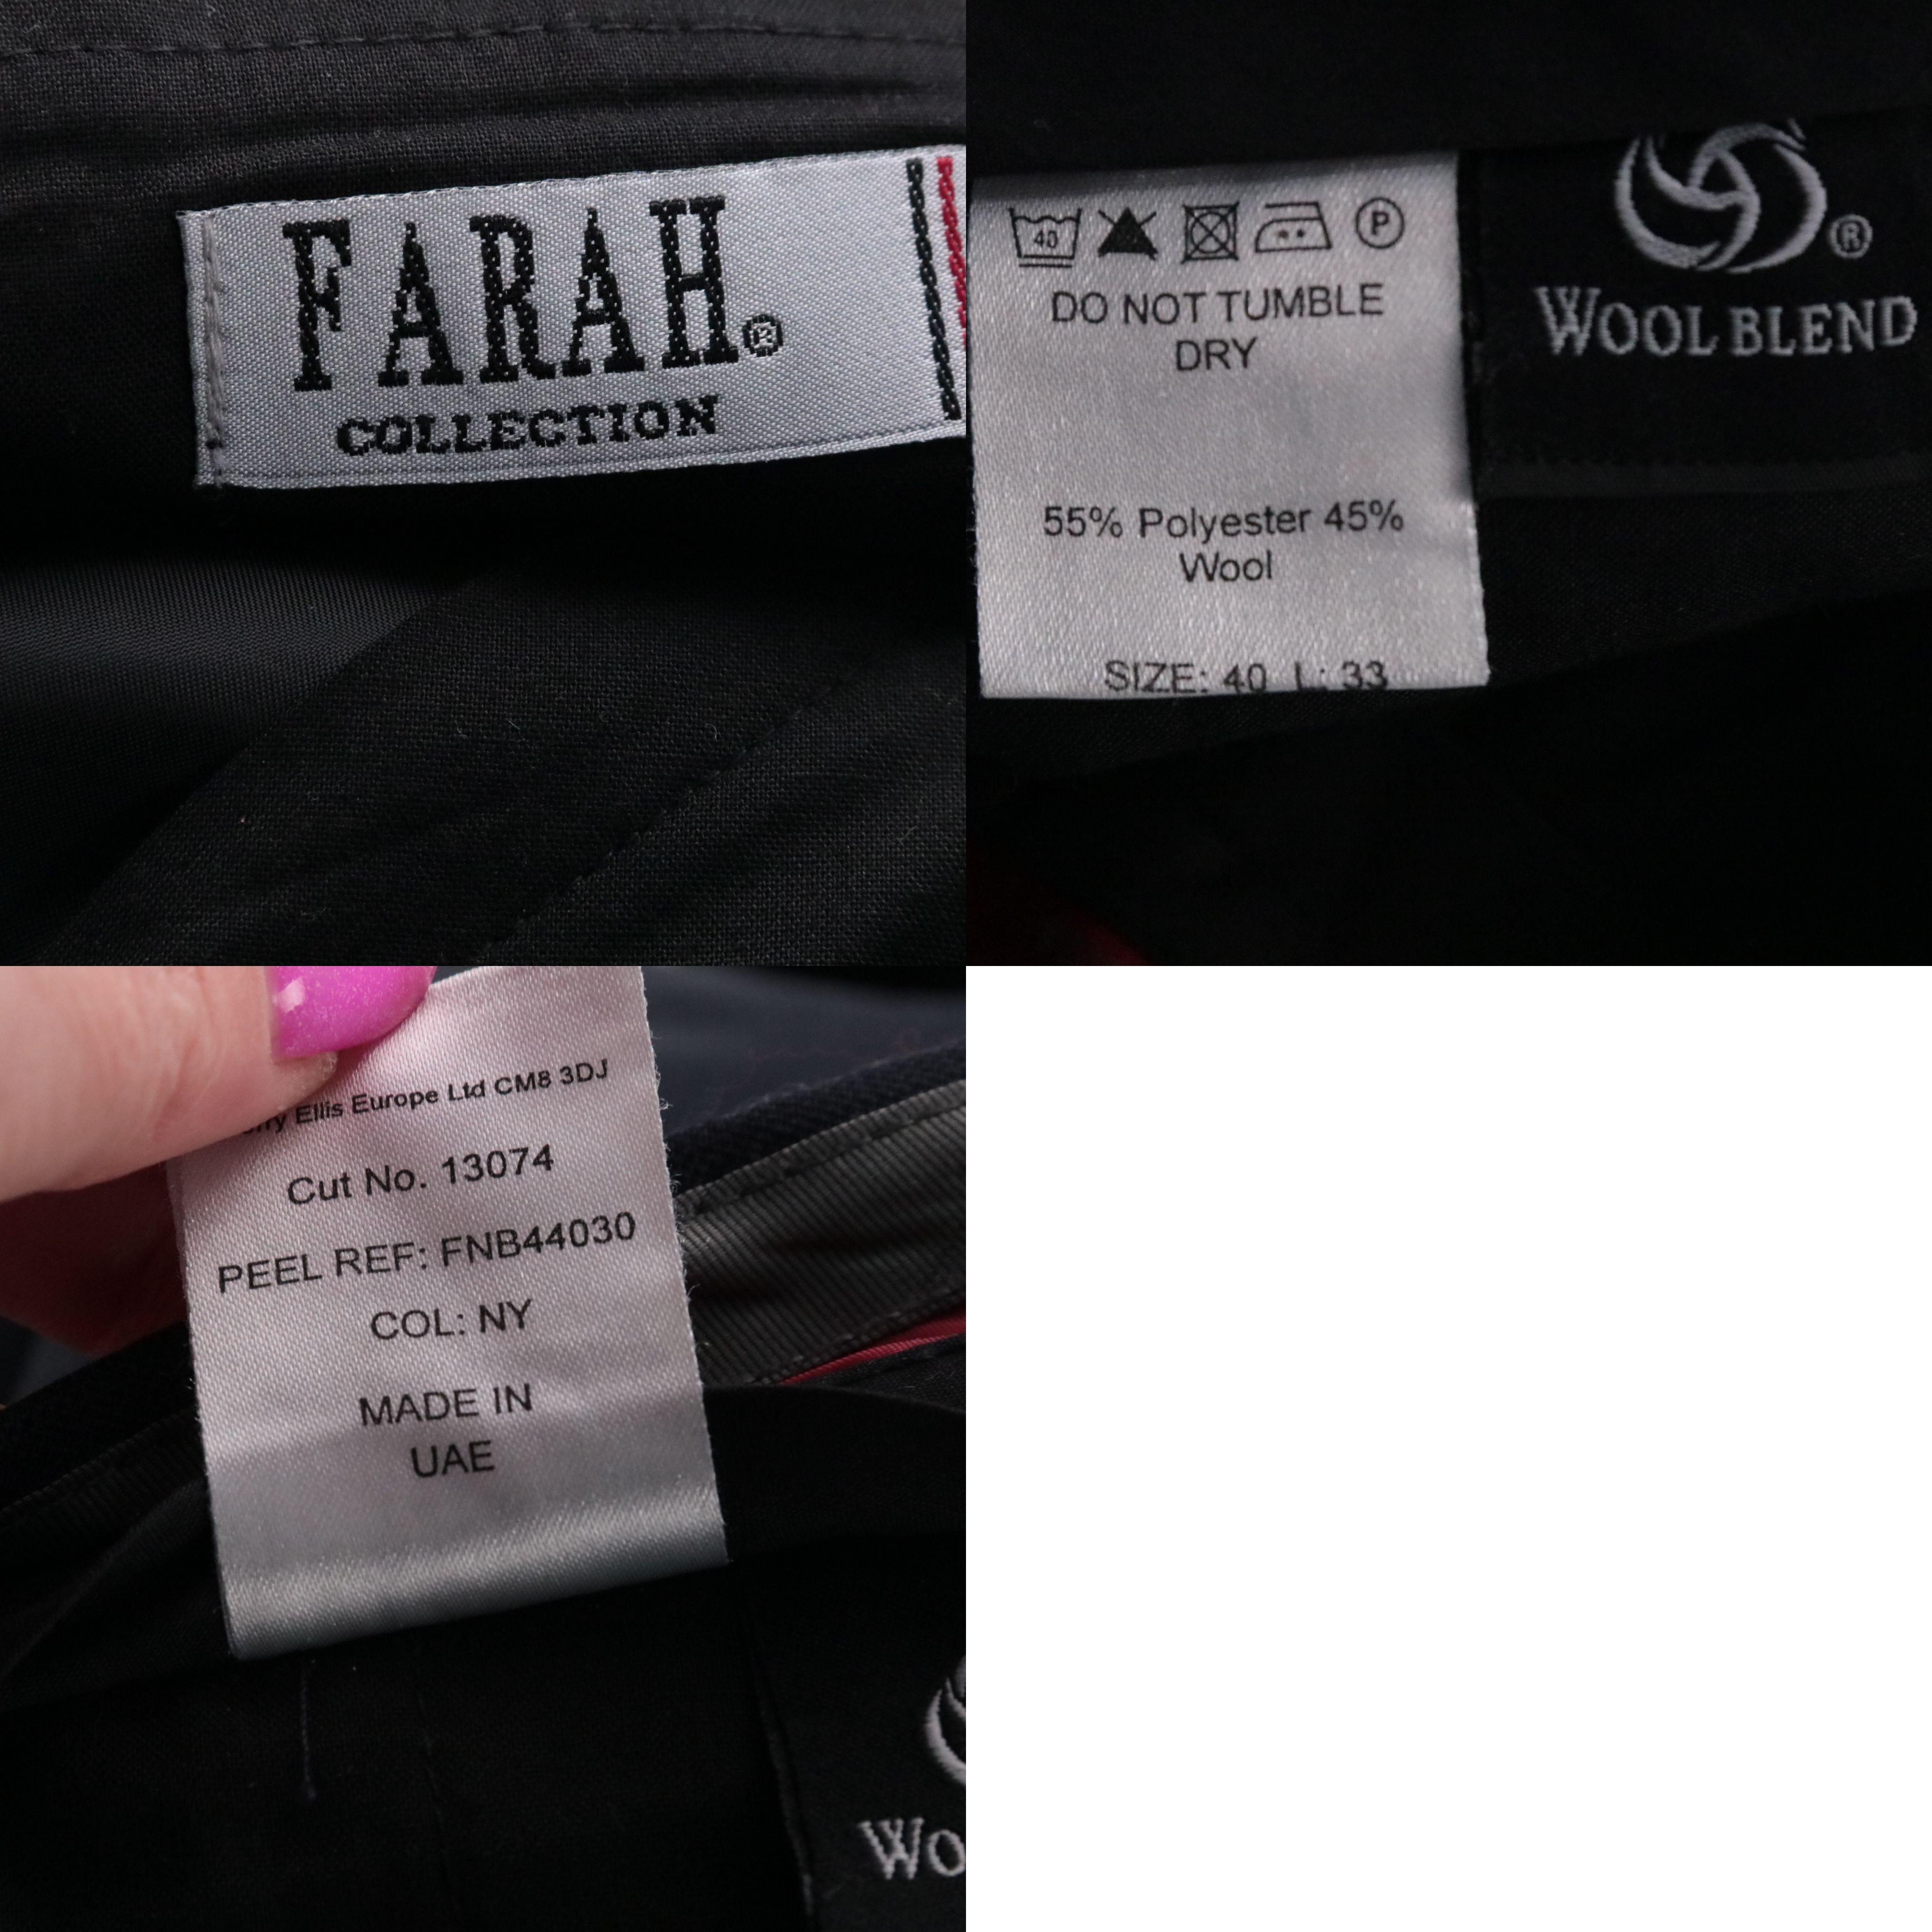 FARAH®
COLLECTION
40
P
DO NOT TUMBLE
DRY
55% Polyester 45%
Wool
SIZE: 40 L: 33
®
WOOL BLEND
Ellis Europe Ltd CM8 3DJ
Cut No. 13074
PEEL REF: FNB44030
COL: NY
MADE IN
UAE